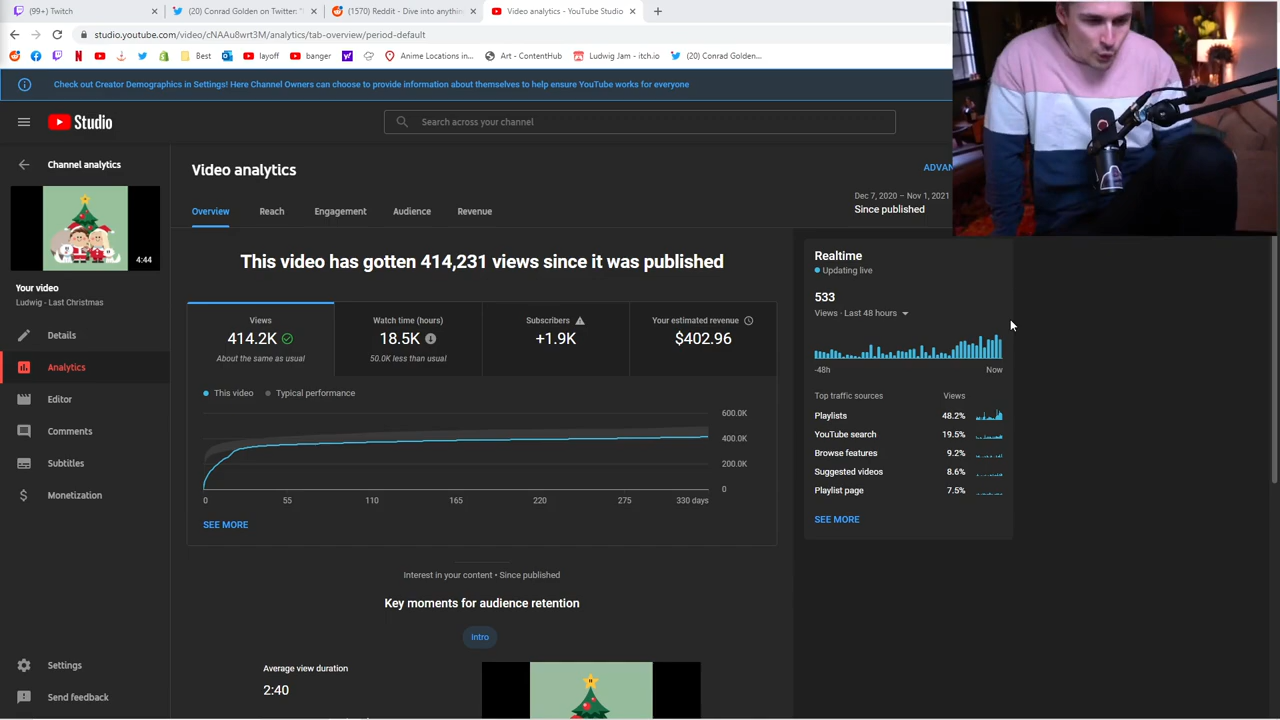 (99+) Twitch
(20) Conrad Golden on Twitter: "
(1570) Reddit - Dive into anythin
Video analytics - YouTube Studio
studio.youtube.com/video/cNAAu8wrt3M/analytics/tab-overview/period-default
Best
layoff
banger
Anime Locations in...
Art - ContentHub
Ludwig Jam - itch.io
(20) Conrad Golden...
Check out Creator Demographics in Settings! Here Channel Owners can choose to provide information about themselves to help ensure YouTube works for everyone
Studio
Search across your channel
Channel analytics
4:44
Your video
Ludwig - Last Christmas
Details
Analytics
Editor
Comments
Subtitles
Monetization
Settings
Send feedback
Video analytics
ADVAN
Overview
Reach
Engagement
Audience
Revenue
Dec 7, 2020 – Nov 1, 2021
Since published
This video has gotten 414,231 views since it was published
Views
414.2K
About the same as usual
Watch time (hours)
18.5K
50.0K less than usual
Subscribers
+1.9K
Your estimated revenue
$402.96
This video
Typical performance
600.0K
400.0K
200.0K
0
0
55
110
165
220
275
330 days
SEE MORE
Interest in your content • Since published
Key moments for audience retention
Intro
Average view duration
2:40
Realtime
Updating live
533
Views · Last 48 hours
-48h
Now
Top traffic sources
Views
Playlists
48.2%
YouTube search
19.5%
Browse features
9.2%
Suggested videos
8.6%
Playlist page
7.5%
SEE MORE